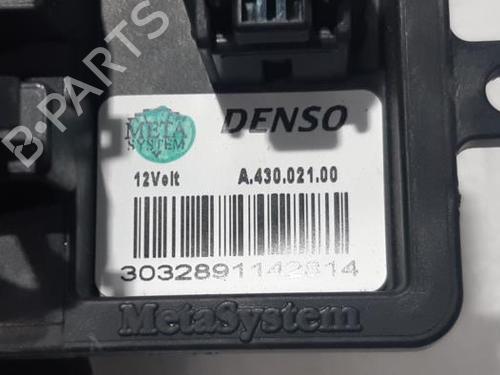 B-PARTS
META
SYSTEM
DENSO
12Volt
A.430.021.00
3032891142814
MetaSystem